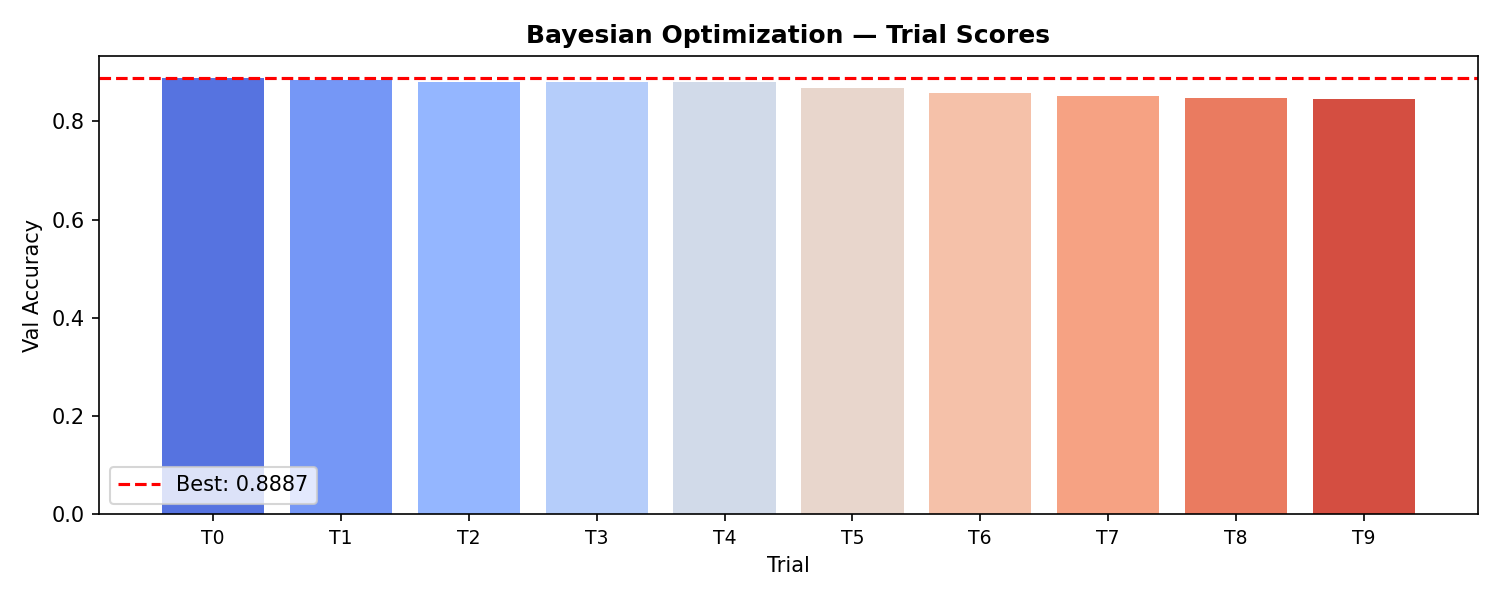 Bayesian Optimization — Trial Scores
Val Accuracy
0.8
0.6
0.4
0.2
0.0
Best: 0.8887
T0 T1 T2 T3 T4 T5 T6 T7 T8 T9
Trial